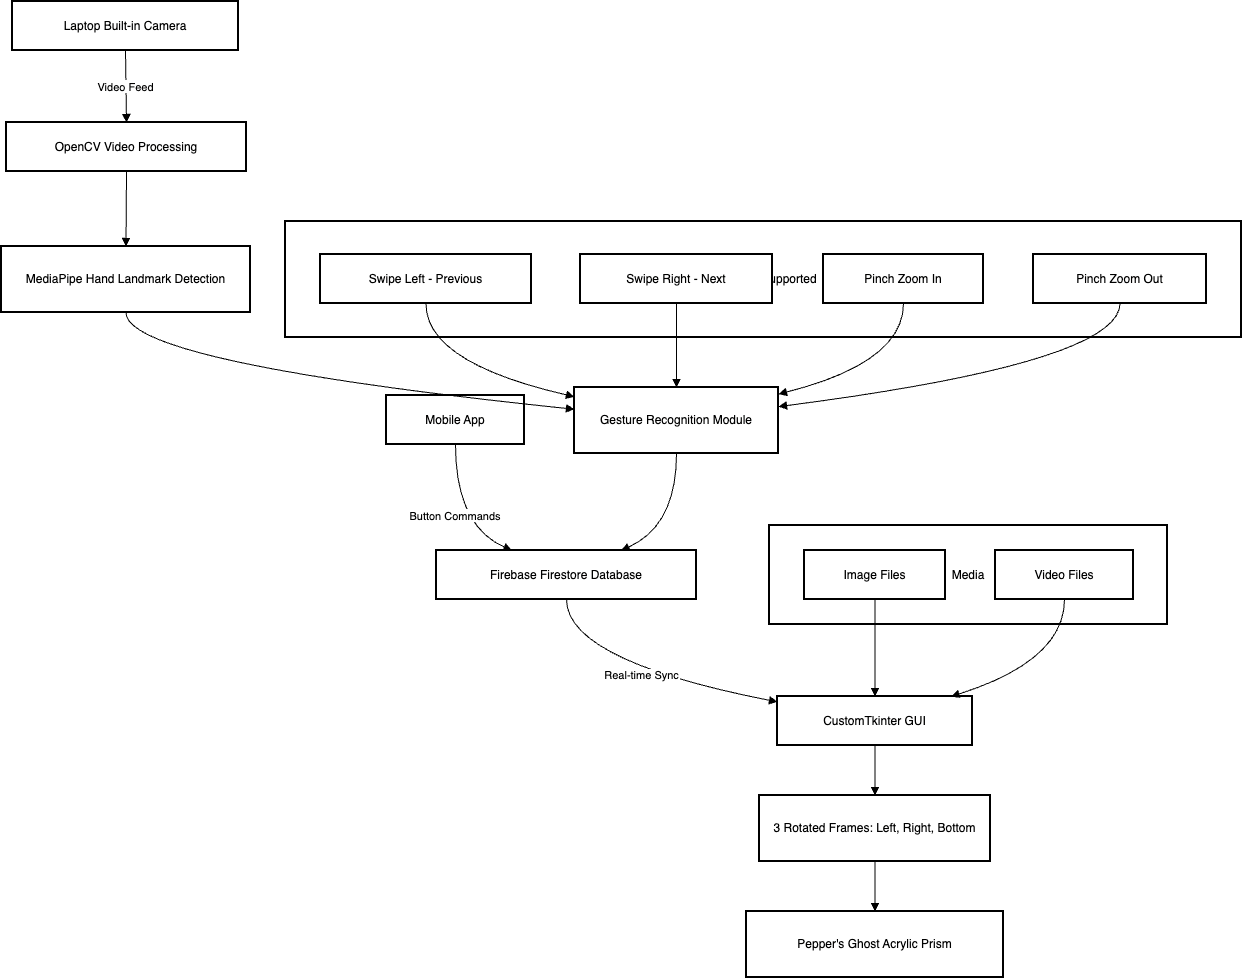 Laptop Built-in Camera
Video Feed
OpenCV Video Processing
MediaPipe Hand Landmark Detection
Swipe Left - Previous
Swipe Right - Next
Pinch Zoom In
Pinch Zoom Out
Mobile App
Gesture Recognition Module
Button Commands
Firebase Firestore Database
Image Files
Media
Video Files
Real-time Sync
CustomTkinter GUI
3 Rotated Frames: Left, Right, Bottom
Pepper's Ghost Acrylic Prism